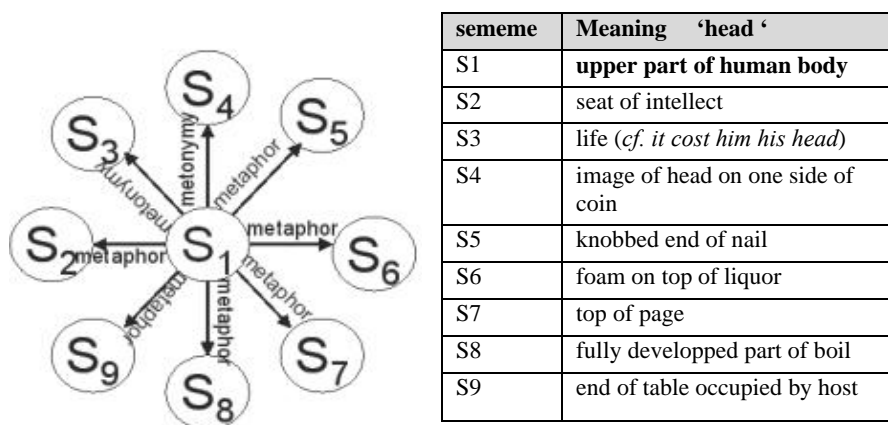 S4
metonymy
S3
metonymy
S5
metaphor
S2
metaphor
S1
metaphor
S6
metaphor
S9
metaphor
S8
metaphor
S7
sememe Meaning ‘head ‘
S1 upper part of human body
S2 seat of intellect
S3 life (cf. it cost him his head)
S4 image of head on one side of
coin
S5 knobbed end of nail
S6 foam on top of liquor
S7 top of page
S8 fully developped part of boil
S9 end of table occupied by host